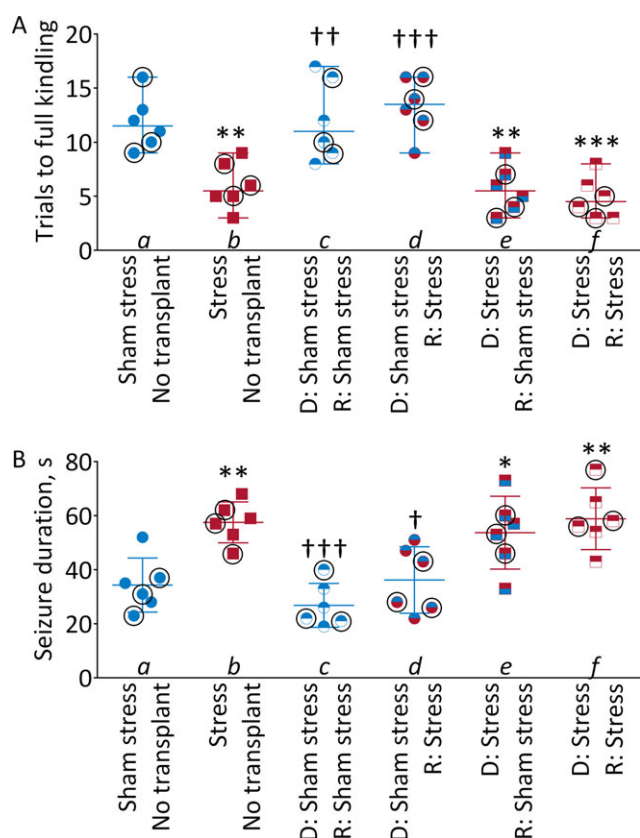 A
Trials to full kindling
20
15
10
5
0
**
††
†††
**
***
a
b
c
d
e
f
Sham stress
No transplant
Stress
No transplant
D: Sham stress
R: Sham stress
D: Sham stress
R: Stress
D: Stress
R: Sham stress
D: Stress
R: Stress
B
Seizure duration, s
80
60
40
20
0
**
†††
†
*
**
a
b
c
d
e
f
Sham stress
No transplant
Stress
No transplant
D: Sham stress
R: Sham stress
D: Sham stress
R: Stress
D: Stress
R: Sham stress
D: Stress
R: Stress